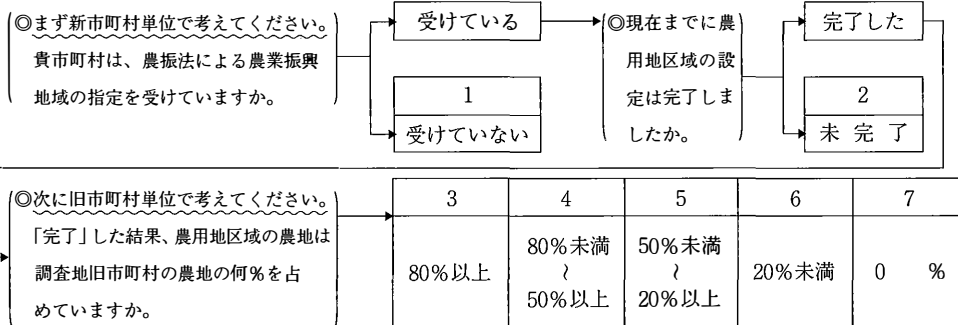 ◎まず新市町村単位で考えてください。
貴市町村は、農振法による農業振興
地域の指定を受けていますか。
受けている
1
受けていない
◎現在までに農
用地区域の設
定は完了しま
したか。
完了した
2
未完了
◎次に旧市町村単位で考えてください。
「完了」した結果、農用地区域の農地は
調査地旧市町村の農地の何%を占
めていますか。
3
80%以上
4
80%未満
~
50%以上
5
50%未満
~
20%以上
6
20%未満
7
0 %